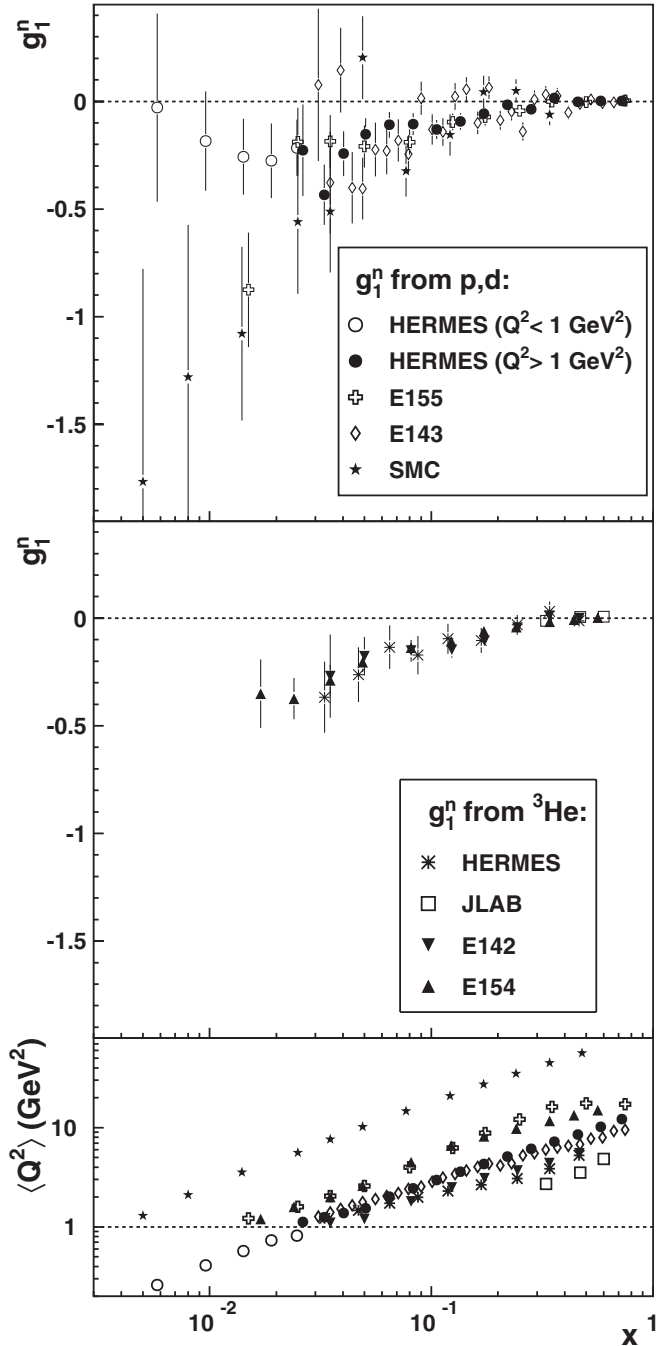 g₁ⁿ
0
-0.5
-1
-1.5
g₁ⁿ from p,d:
HERMES (Q²< 1 GeV²)
HERMES (Q²> 1 GeV²)
E155
E143
SMC
g₁ⁿ
0
-0.5
-1
-1.5
g₁ⁿ from ³He:
HERMES
JLAB
E142
E154
⟨Q²⟩ (GeV²)
10
1
10⁻²
10⁻¹
1
x